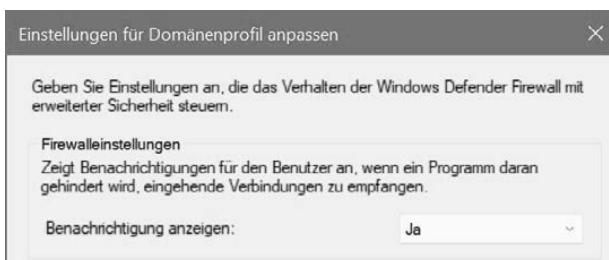 Einstellungen für Domänenprofil anpassen
Geben Sie Einstellungen an, die das Verhalten der Windows Defender Firewall mit
erweiterter Sicherheit steuern.
Firewalleinstellungen
Zeigt Benachrichtigungen für den Benutzer an, wenn ein Programm daran
gehindert wird, eingehende Verbindungen zu empfangen.
Benachrichtigung anzeigen: Ja